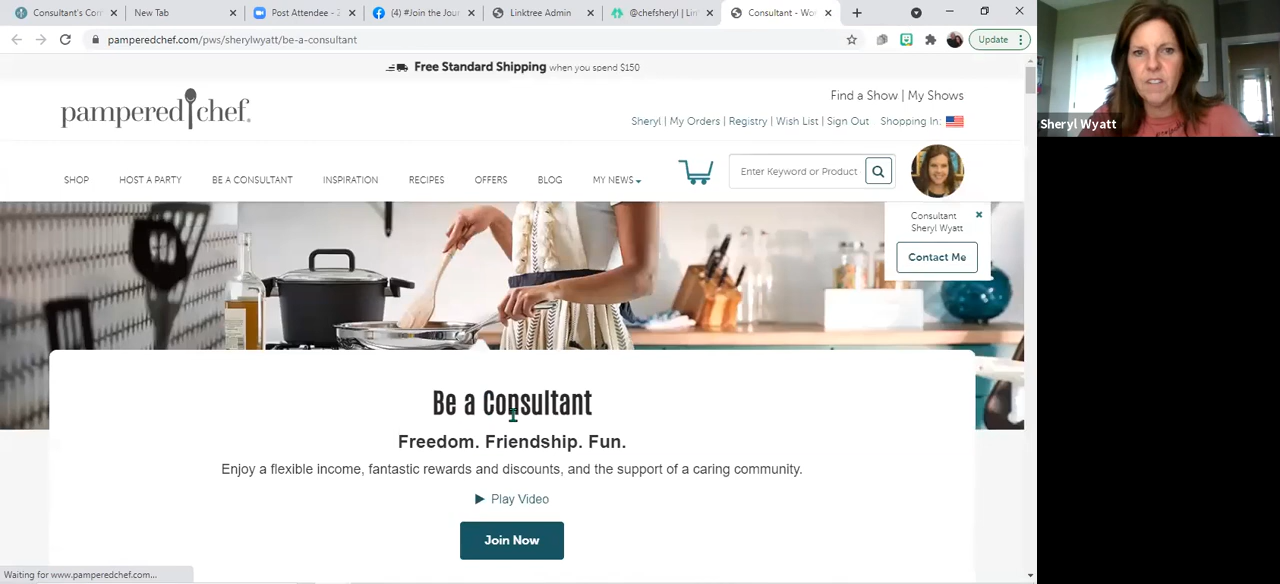 Consultant's Cor
New Tab
Post Attendee - Z
(4) #Join the Jour
Linktree Admin
@chefsheryl | Lin
Consultant - Wo
pamperedchef.com/pws/sherylwyatt/be-a-consultant
Update
Free Standard Shipping when you spend $150
pampered chef
Find a Show | My Shows
Sheryl | My Orders | Registry | Wish List | Sign Out Shopping In:
SHOP HOST A PARTY BE A CONSULTANT INSPIRATION RECIPES OFFERS BLOG MY NEWS
Enter Keyword or Product
Consultant
Sheryl Wyatt
Contact Me
Be a Consultant
Freedom. Friendship. Fun.
Enjoy a flexible income, fantastic rewards and discounts, and the support of a caring community.
Play Video
Join Now
Waiting for www.pamperedchef.com...
Sheryl Wyatt